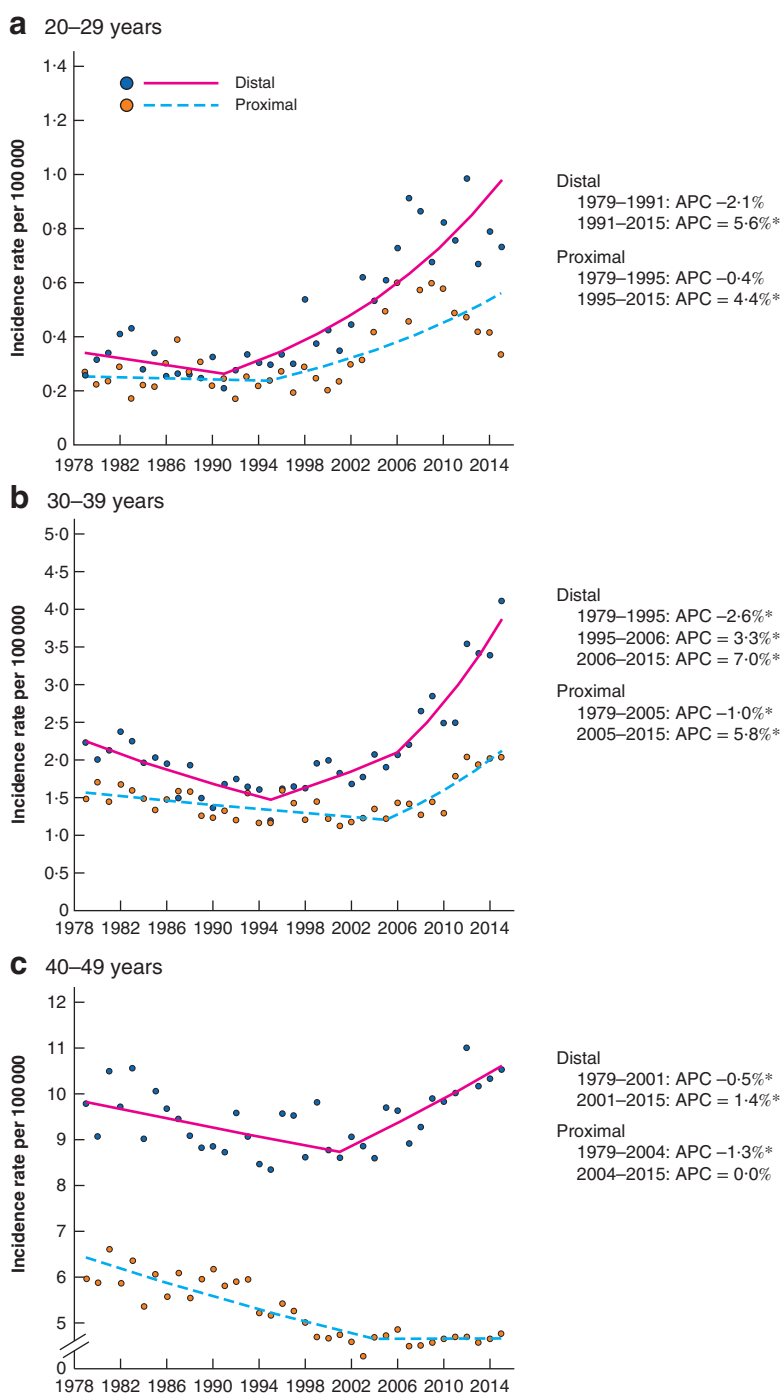 a 20–29 years
1·4
1·2
1·0
0·8
0·6
0·4
0·2
0
Incidence rate per 100 000
Distal
Proximal
1978 1982 1986 1990 1994 1998 2002 2006 2010 2014
Distal
1979–1991: APC –2·1%
1991–2015: APC = 5·6%*
Proximal
1979–1995: APC –0·4%
1995–2015: APC = 4·4%*
b 30–39 years
5·0
4·5
4·0
3·5
3·0
2·5
2·0
1·5
1·0
0·5
0
Incidence rate per 100 000
1978 1982 1986 1990 1994 1998 2002 2006 2010 2014
Distal
1979–1995: APC –2·6%*
1995–2006: APC = 3·3%*
2006–2015: APC = 7·0%*
Proximal
1979–2005: APC –1·0%*
2005–2015: APC = 5·8%*
c 40–49 years
12
11
10
9
8
7
6
5
0
Incidence rate per 100 000
1978 1982 1986 1990 1994 1998 2002 2006 2010 2014
Distal
1979–2001: APC –0·5%*
2001–2015: APC = 1·4%*
Proximal
1979–2004: APC –1·3%*
2004–2015: APC = 0·0%